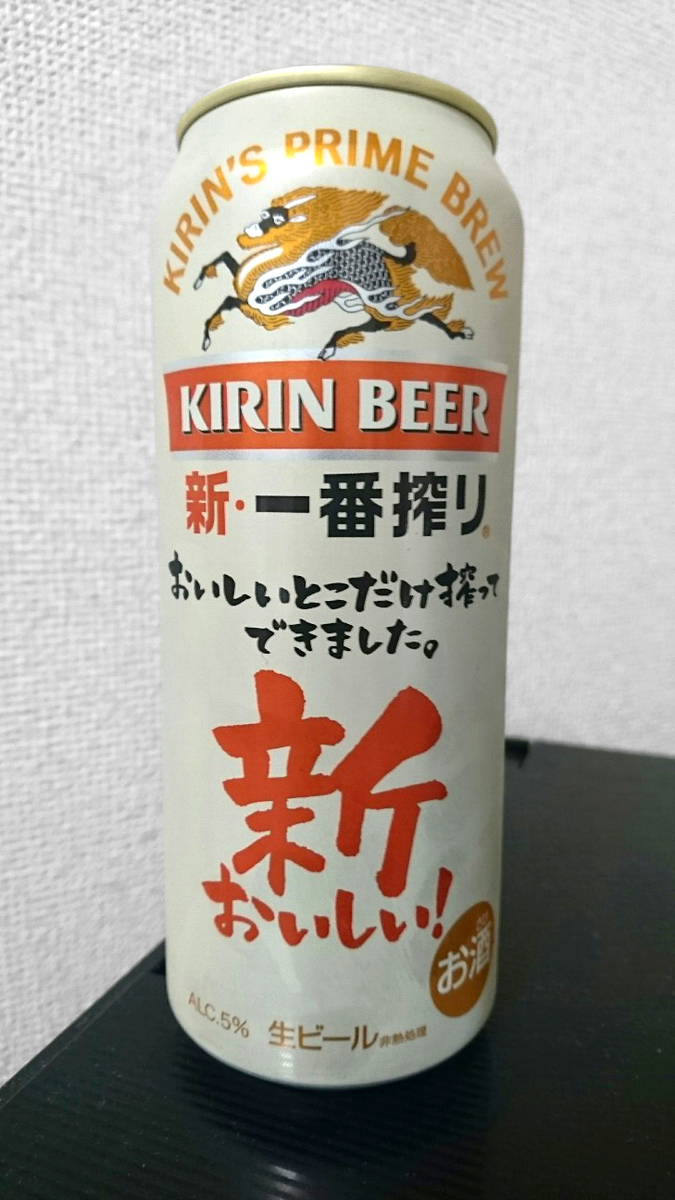 KIRIN'S PRIME BREW
KIRIN BEER
新・一番搾り®
おいしいとこだけ搾って
できました。
新
おいしい!
お酒
ALC.5% 生ビール 非熱処理